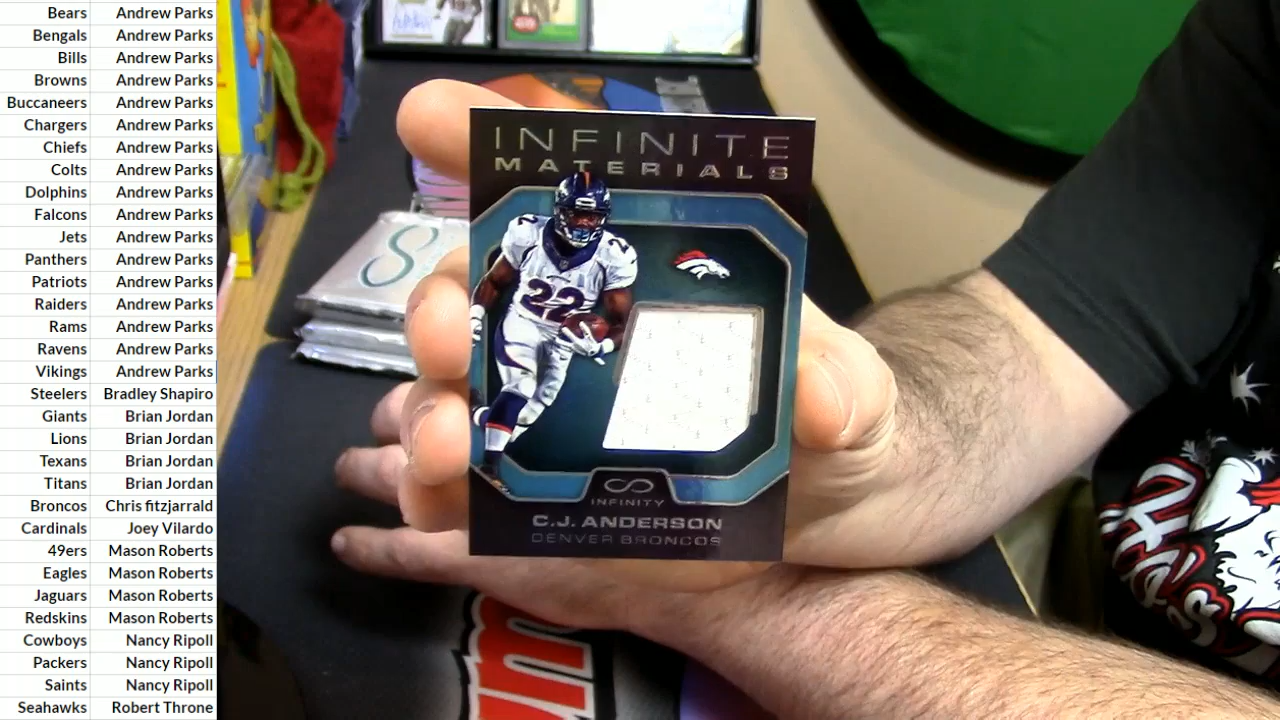 Bears Andrew Parks
Bengals Andrew Parks
Bills Andrew Parks
Browns Andrew Parks
Buccaneers Andrew Parks
Chargers Andrew Parks
Chiefs Andrew Parks
Colts Andrew Parks
Dolphins Andrew Parks
Falcons Andrew Parks
Jets Andrew Parks
Panthers Andrew Parks
Patriots Andrew Parks
Raiders Andrew Parks
Rams Andrew Parks
Ravens Andrew Parks
Vikings Andrew Parks
Steelers Bradley Shapiro
Giants Brian Jordan
Lions Brian Jordan
Texans Brian Jordan
Titans Brian Jordan
Broncos Chris fitzjarrald
Cardinals Joey Vilardo
49ers Mason Roberts
Eagles Mason Roberts
Jaguars Mason Roberts
Redskins Mason Roberts
Cowboys Nancy Ripoll
Packers Nancy Ripoll
Saints Nancy Ripoll
Seahawks Robert Throne
INFINITE
MATERIALS
22
2
22
INFINITY
C.J. ANDERSON
DENVER BRONCOS